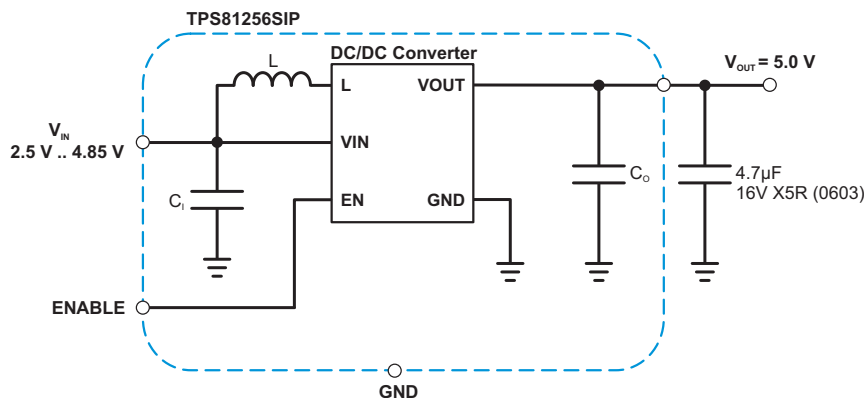 TPS81256SIP
DC/DC Converter
L
L
VOUT
VOUT = 5.0 V
VIN
2.5 V .. 4.85 V
VIN
CI
EN
GND
CO
4.7µF
16V X5R (0603)
ENABLE
GND